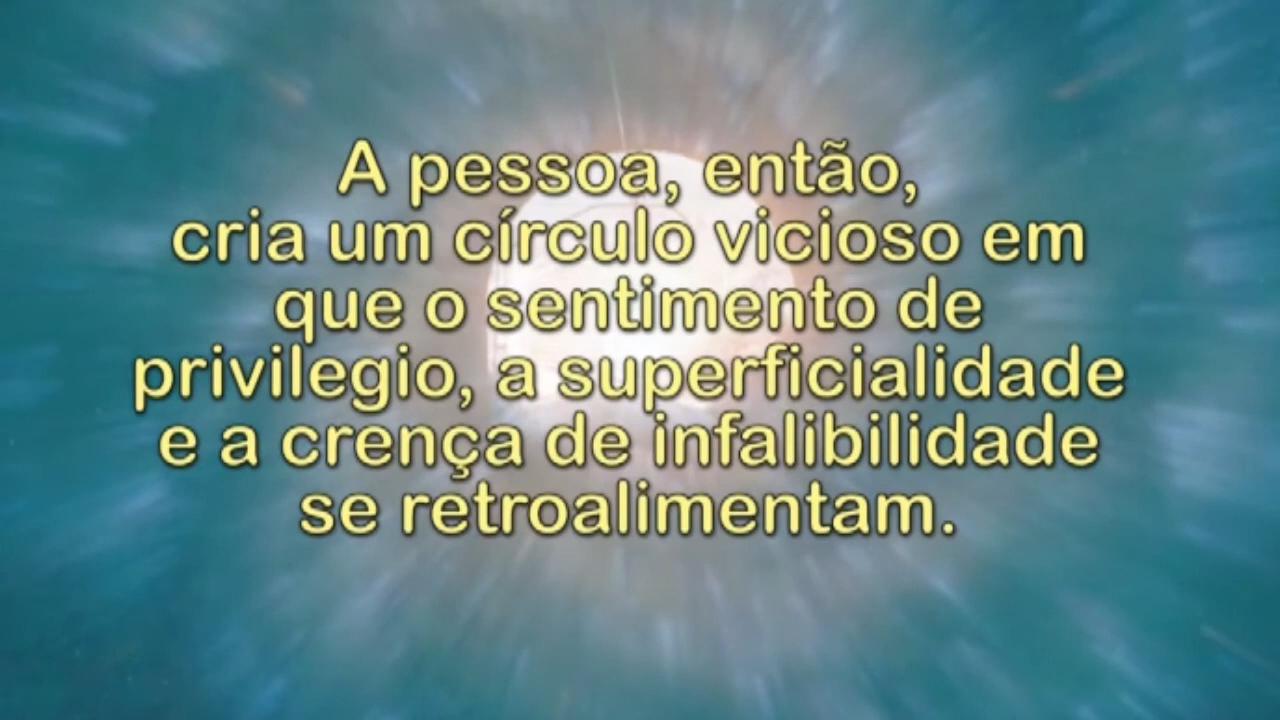 A pessoa, então,
cria um círculo vicioso em
que o sentimento de
privilegio, a superficialidade
e a crença de infalibilidade
se retroalimentam.